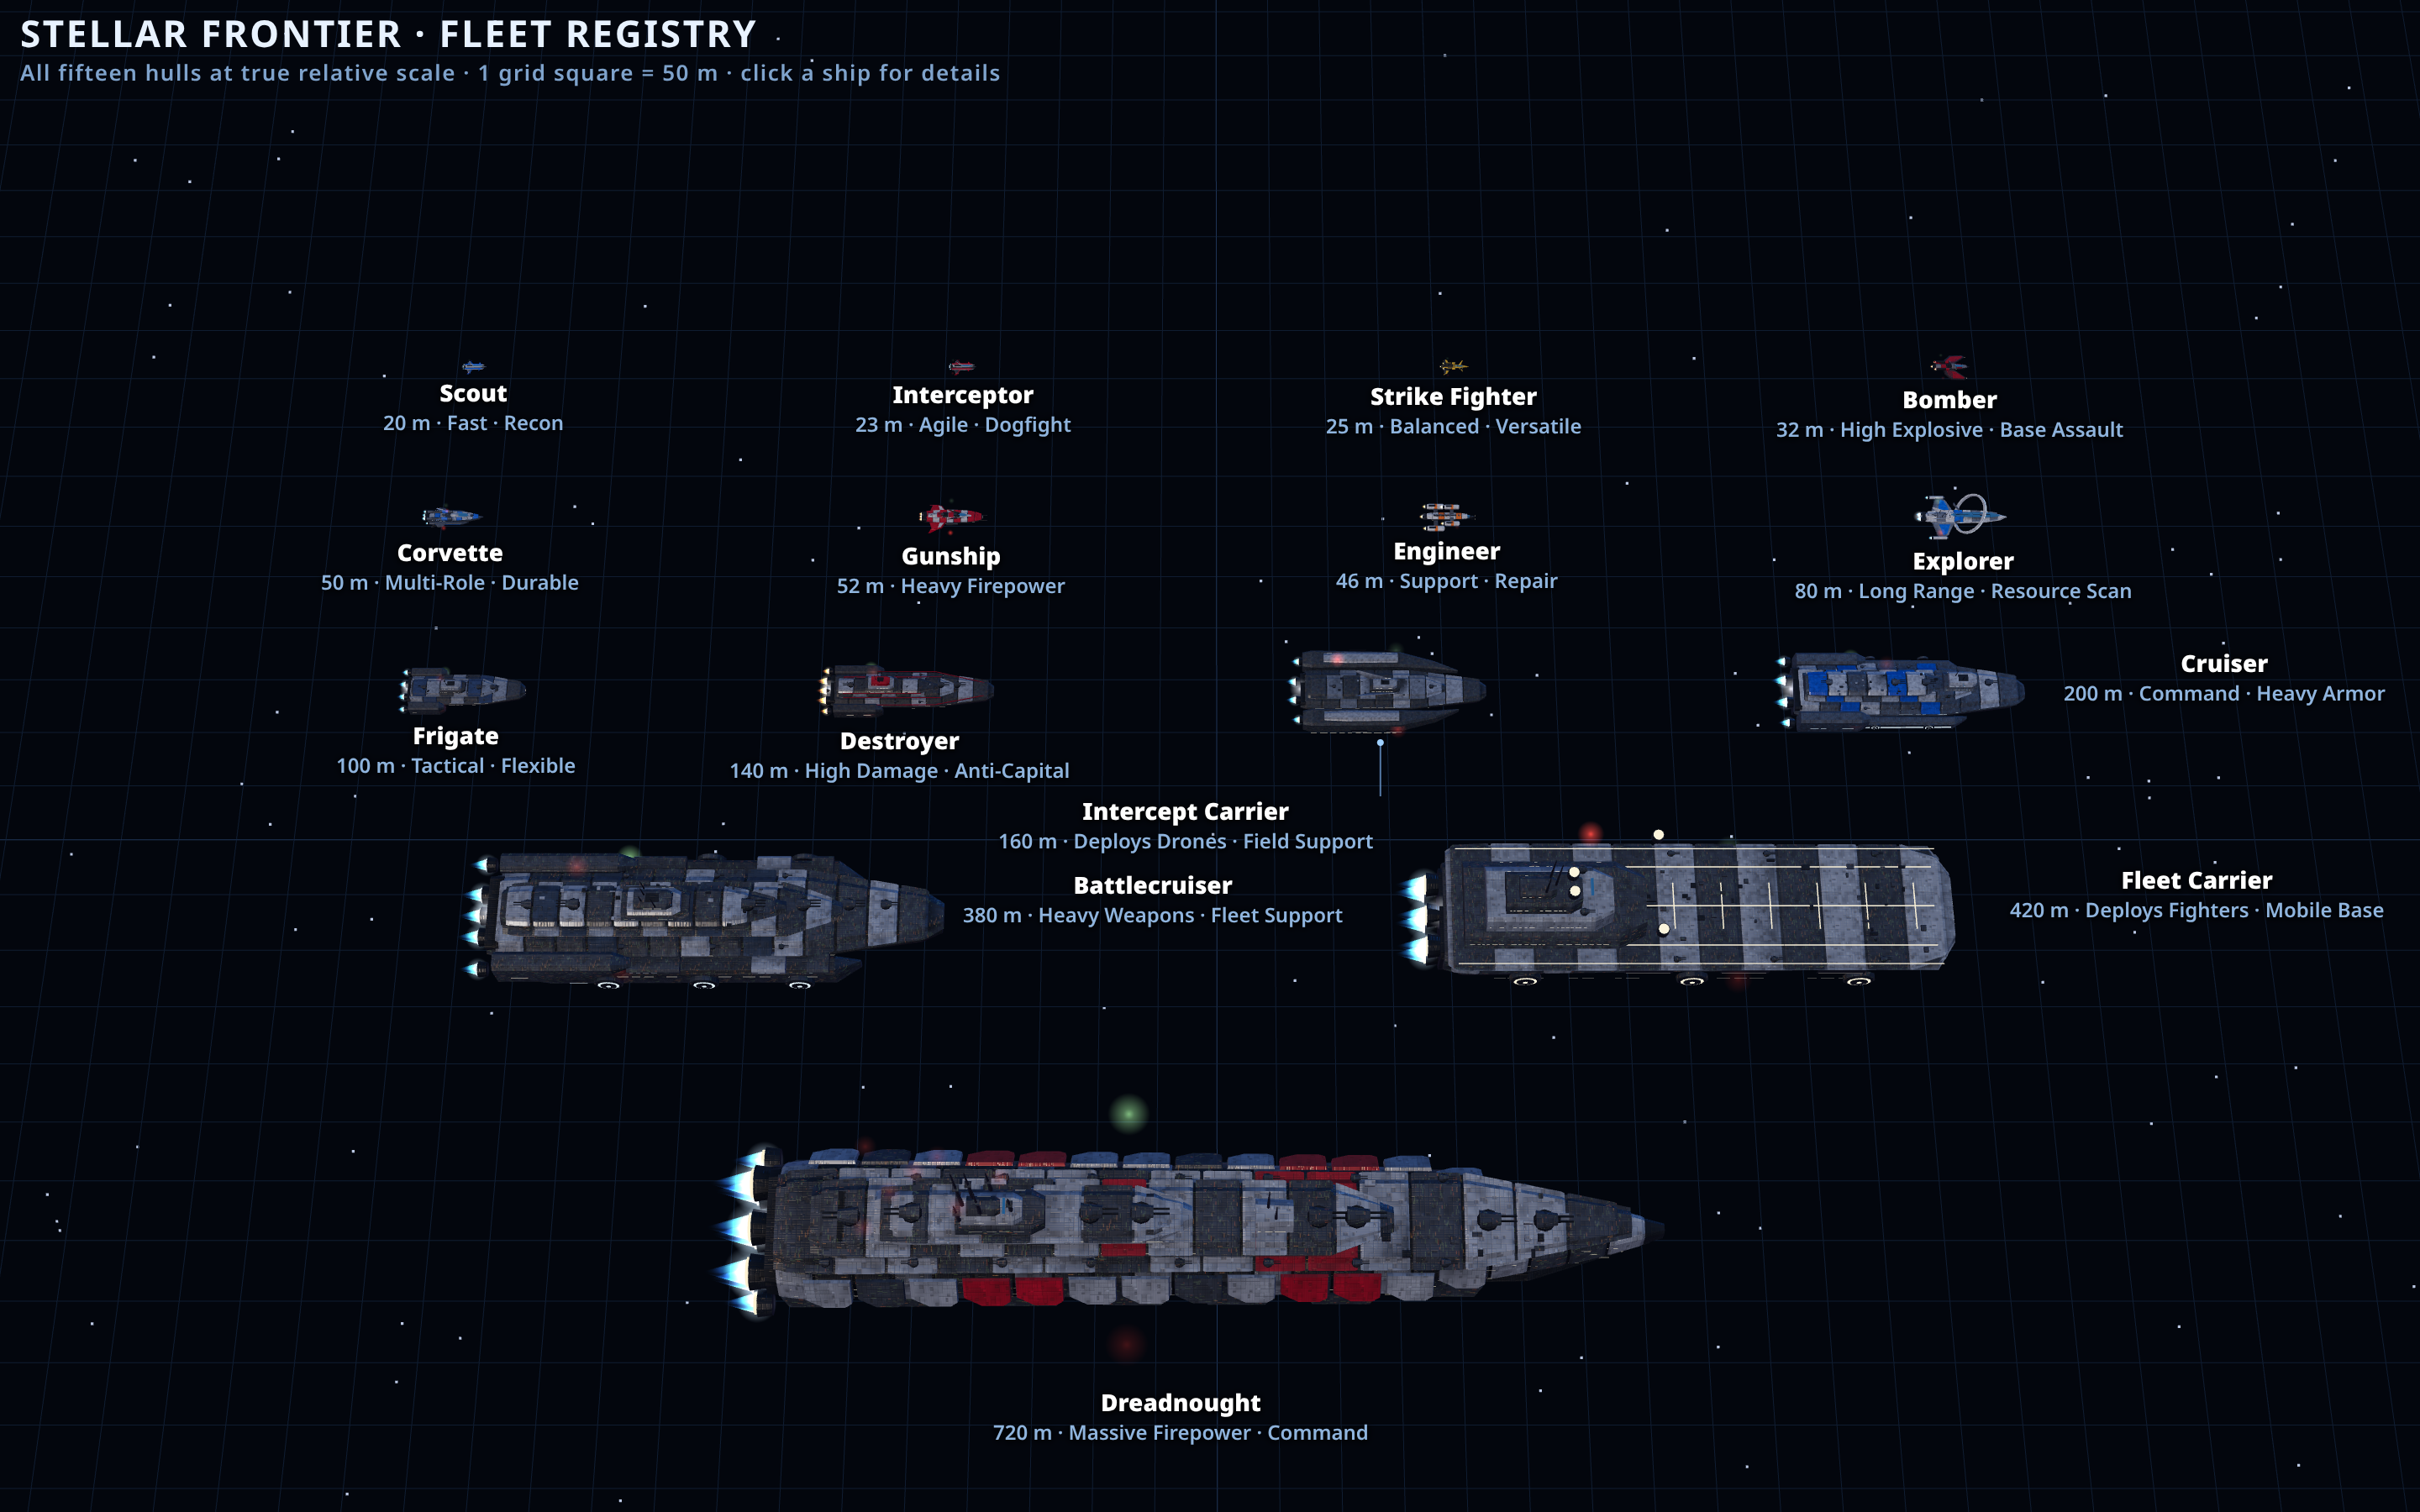 STELLAR FRONTIER · FLEET REGISTRY
All fifteen hulls at true relative scale · 1 grid square = 50 m · click a ship for details
Scout
20 m · Fast · Recon
Interceptor
23 m · Agile · Dogfight
Strike Fighter
25 m · Balanced · Versatile
Bomber
32 m · High Explosive · Base Assault
Corvette
50 m · Multi-Role · Durable
Gunship
52 m · Heavy Firepower
Engineer
46 m · Support · Repair
Explorer
80 m · Long Range · Resource Scan
Frigate
100 m · Tactical · Flexible
Destroyer
140 m · High Damage · Anti-Capital
Intercept Carrier
160 m · Deploys Drones · Field Support
Cruiser
200 m · Command · Heavy Armor
Battlecruiser
380 m · Heavy Weapons · Fleet Support
Fleet Carrier
420 m · Deploys Fighters · Mobile Base
Dreadnought
720 m · Massive Firepower · Command